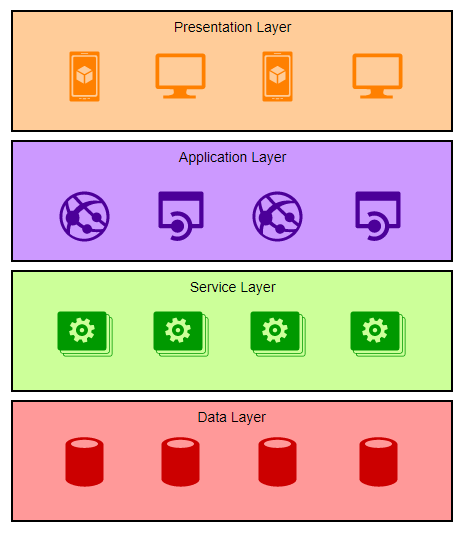 Presentation Layer
Application Layer
Service Layer
Data Layer